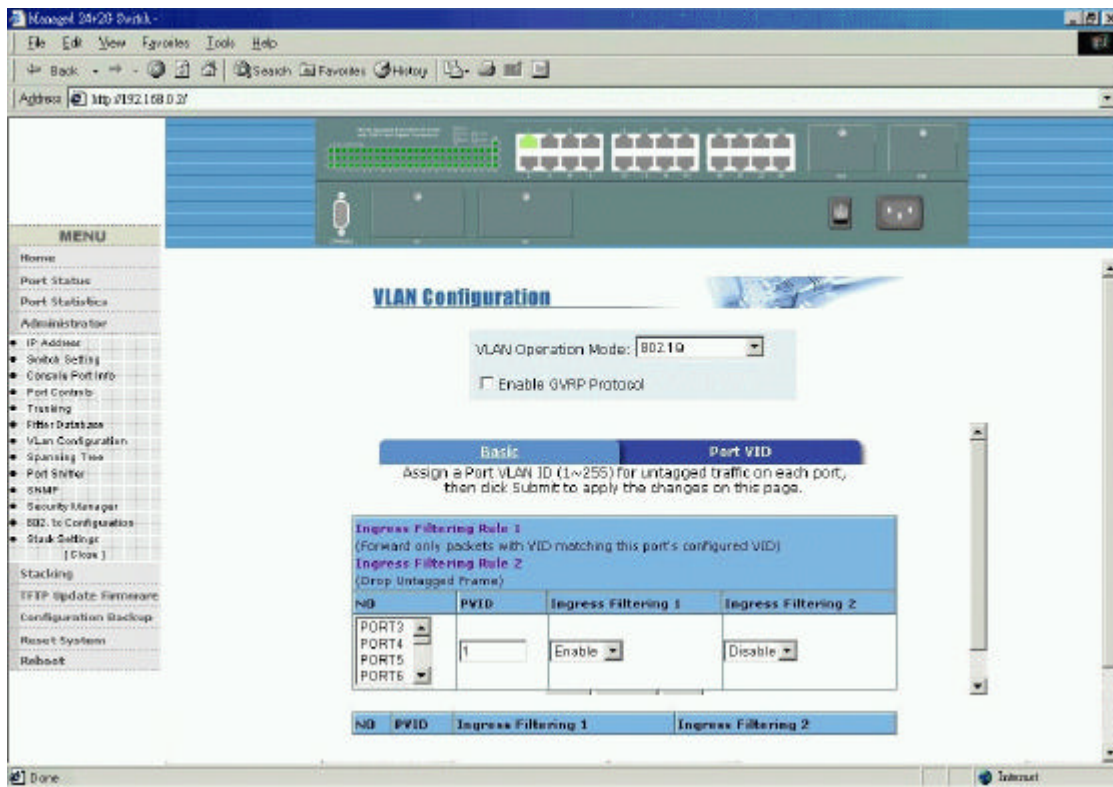 Managed 24+2G Switch -
File Edit View Favorites Tools Help
Back Search Favorites History
Address http://192.168.0.2/
MENU
Home
Port Status
Port Statistics
Administrator
IP Address
Switch Setting
Console Port Info
Port Controls
Trunking
Filter Database
VLan Configuration
Spanning Tree
Port Sniffer
SNMP
Security Manager
802.1x Configuration
Stack Settings
[Close]
Stacking
TFTP Update Firmware
Configuration Backup
Reset System
Reboot
VLAN Configuration
VLAN Operation Mode: 802.1Q
Enable GVRP Protocol
Basic Port VID
Assign a Port VLAN ID (1~255) for untagged traffic on each port,
then click Submit to apply the changes on this page.
Ingress Filtering Rule 1
(Forward only packets with VID matching this port's configured VID)
Ingress Filtering Rule 2
(Drop Untagged Frame)
NO PVID Ingress Filtering 1 Ingress Filtering 2
PORT3
PORT4
PORT5
PORT6
1 Enable Disable
NO PVID Ingress Filtering 1 Ingress Filtering 2
Done Internet